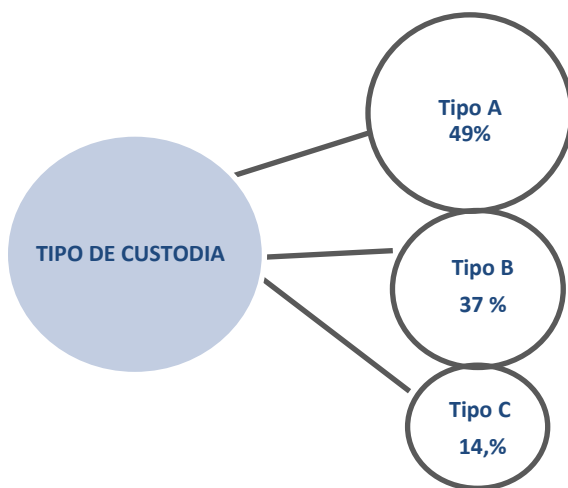 TIPO DE CUSTODIA
Tipo A
49%
Tipo B
37 %
Tipo C
14,%